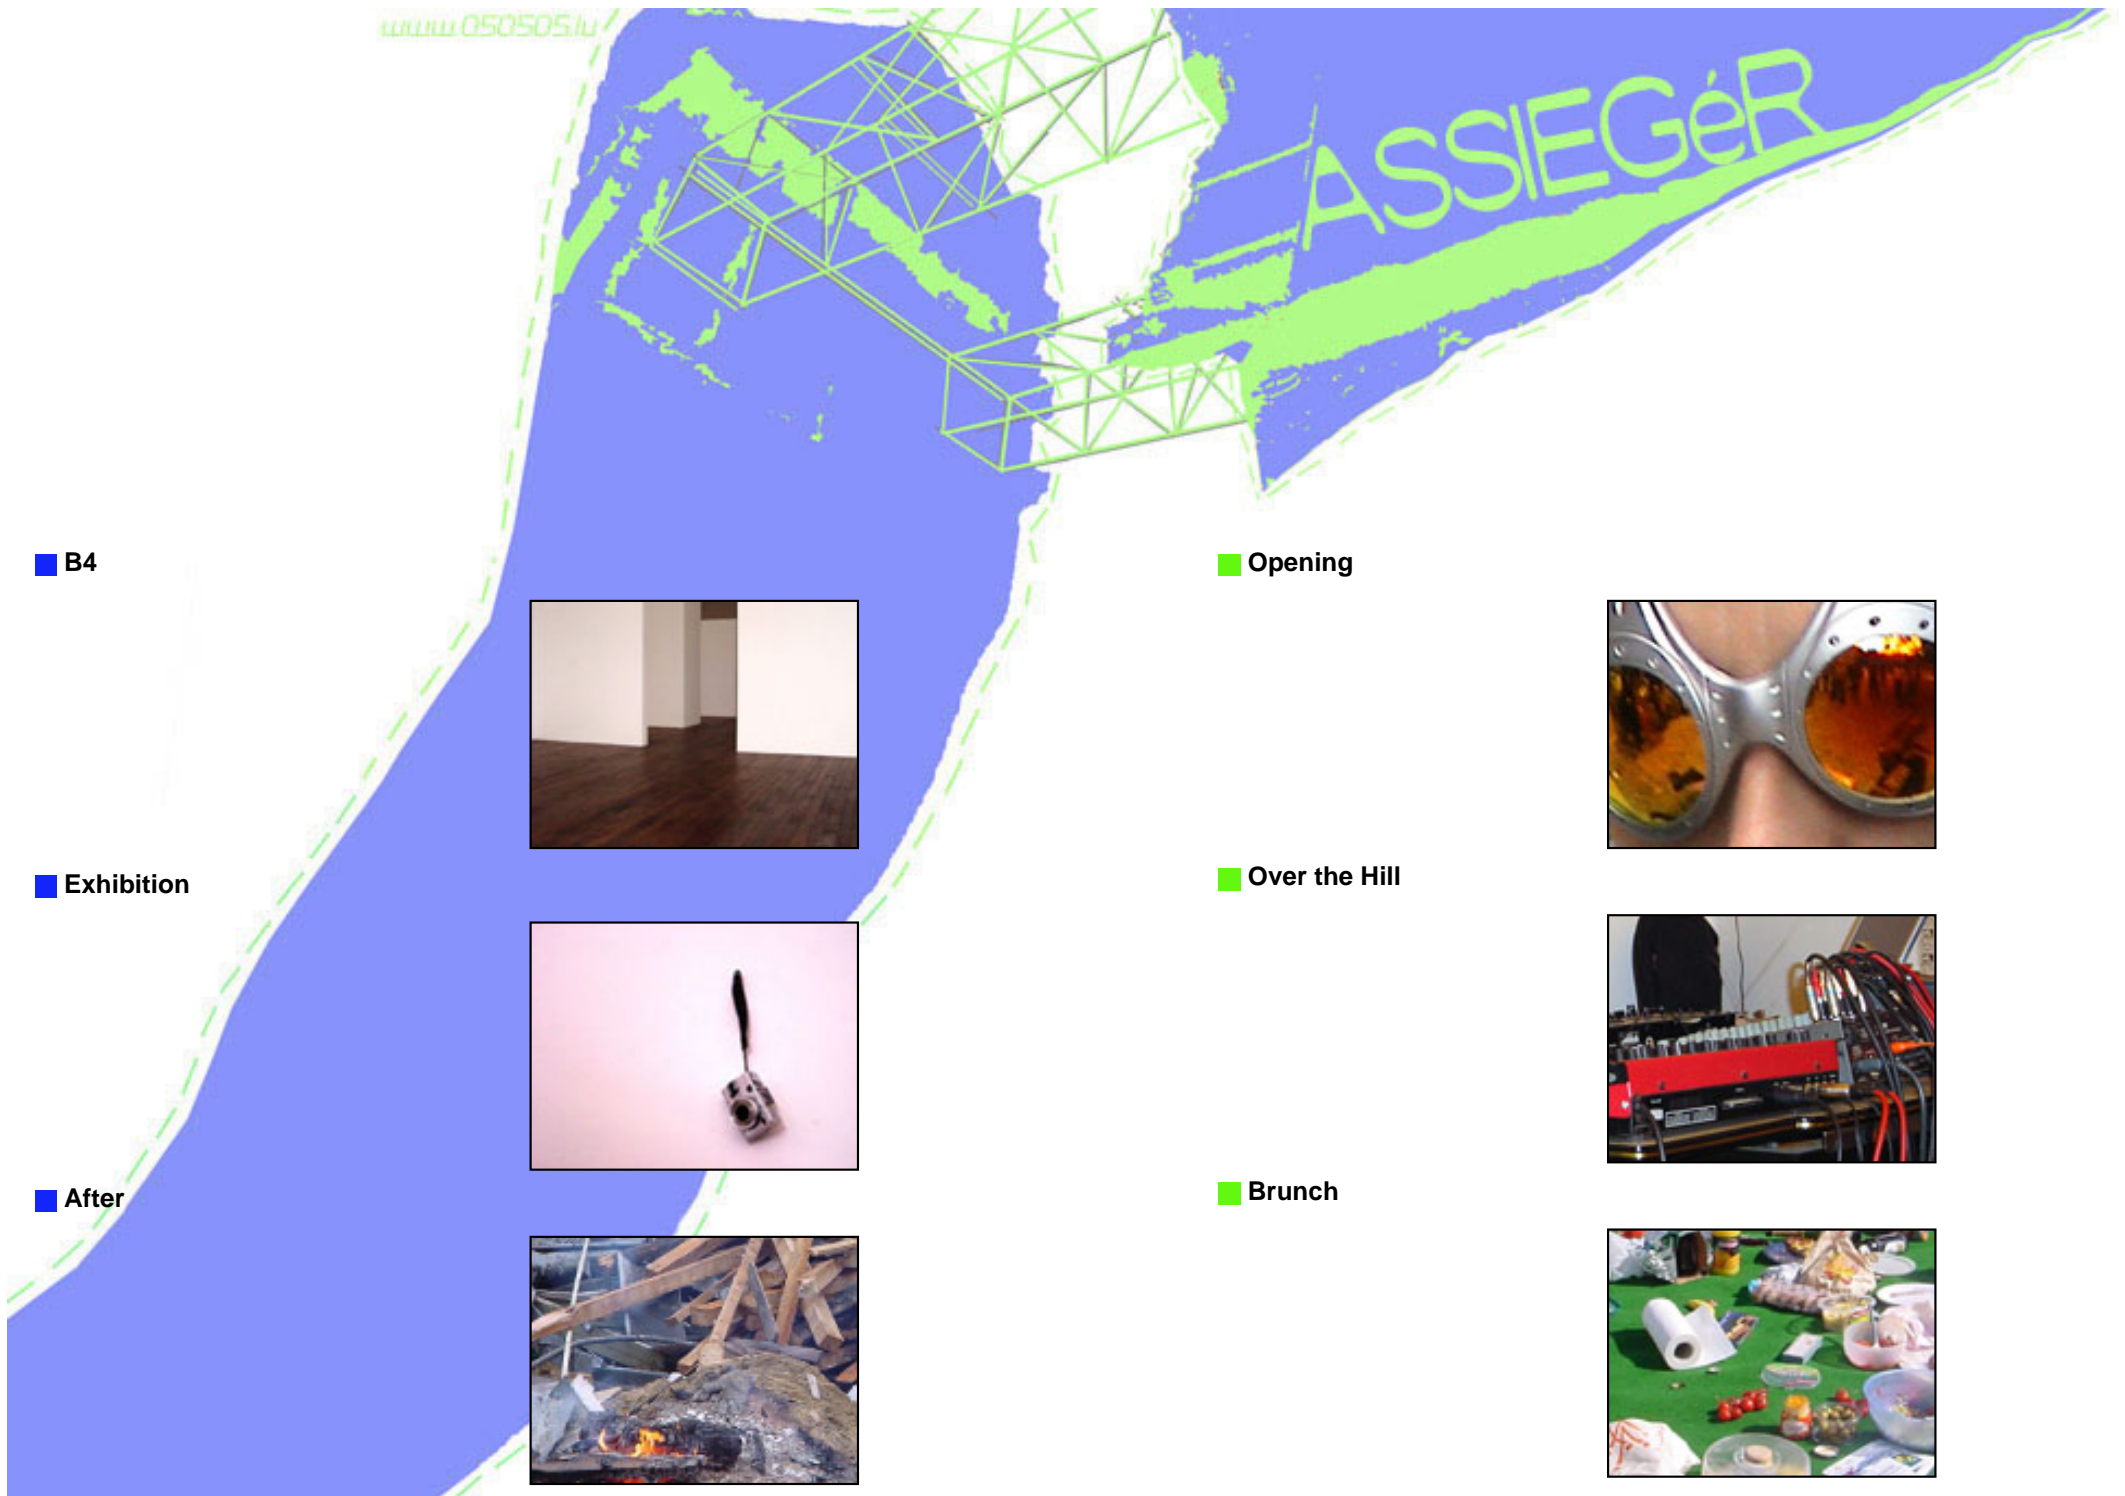 www.050505.lu
ASSIEGéR
B4
Opening
Exhibition
Over the Hill
After
Brunch